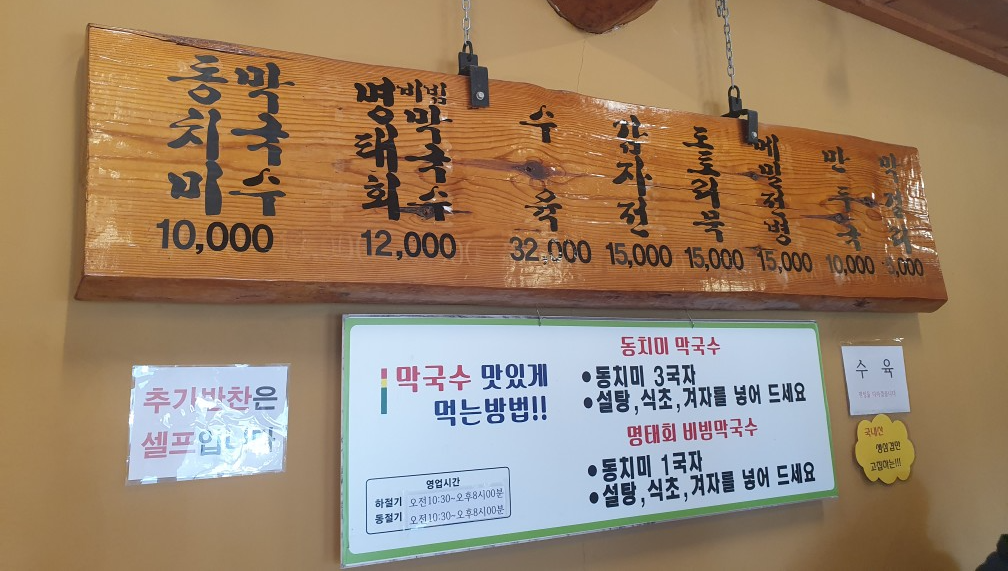 동치미 막국수
10,000
명태회 비빔막국수
12,000
수육
32,000
감자전
15,000
도토리묵
15,000
메밀전병
15,000
만두국
10,000
막걸리
,000
추가반찬은
셀프입니다
막국수 맛있게
먹는방법!!
동치미 막국수
●동치미 3국자
●설탕,식초,겨자를 넣어 드세요
명태회 비빔막국수
●동치미 1국자
●설탕,식초,겨자를 넣어 드세요
영업시간
하절기 오전10:30~오후8시00분
동절기 오전10:30~오후8시00분
수 육
국내산
생삼겹만
고집하는!!!